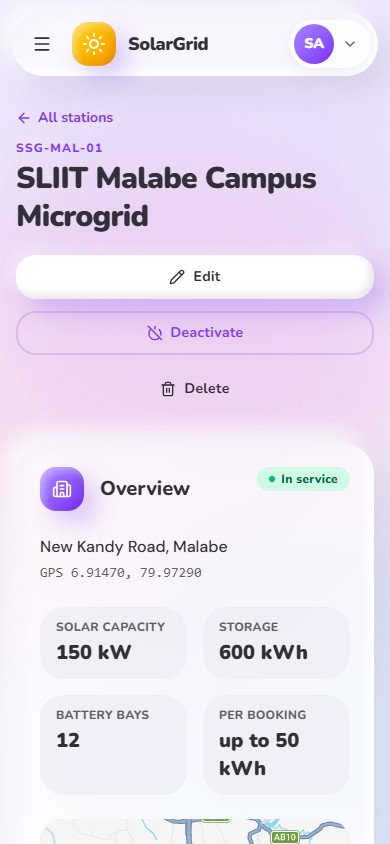 SolarGrid
SA
All stations
SSG-MAL-01
SLIIT Malabe Campus
Microgrid
Edit
Deactivate
Delete
Overview
In service
New Kandy Road, Malabe
GPS 6.91470, 79.97290
SOLAR CAPACITY
150 kW
STORAGE
600 kWh
BATTERY BAYS
12
PER BOOKING
up to 50
kWh
AB10